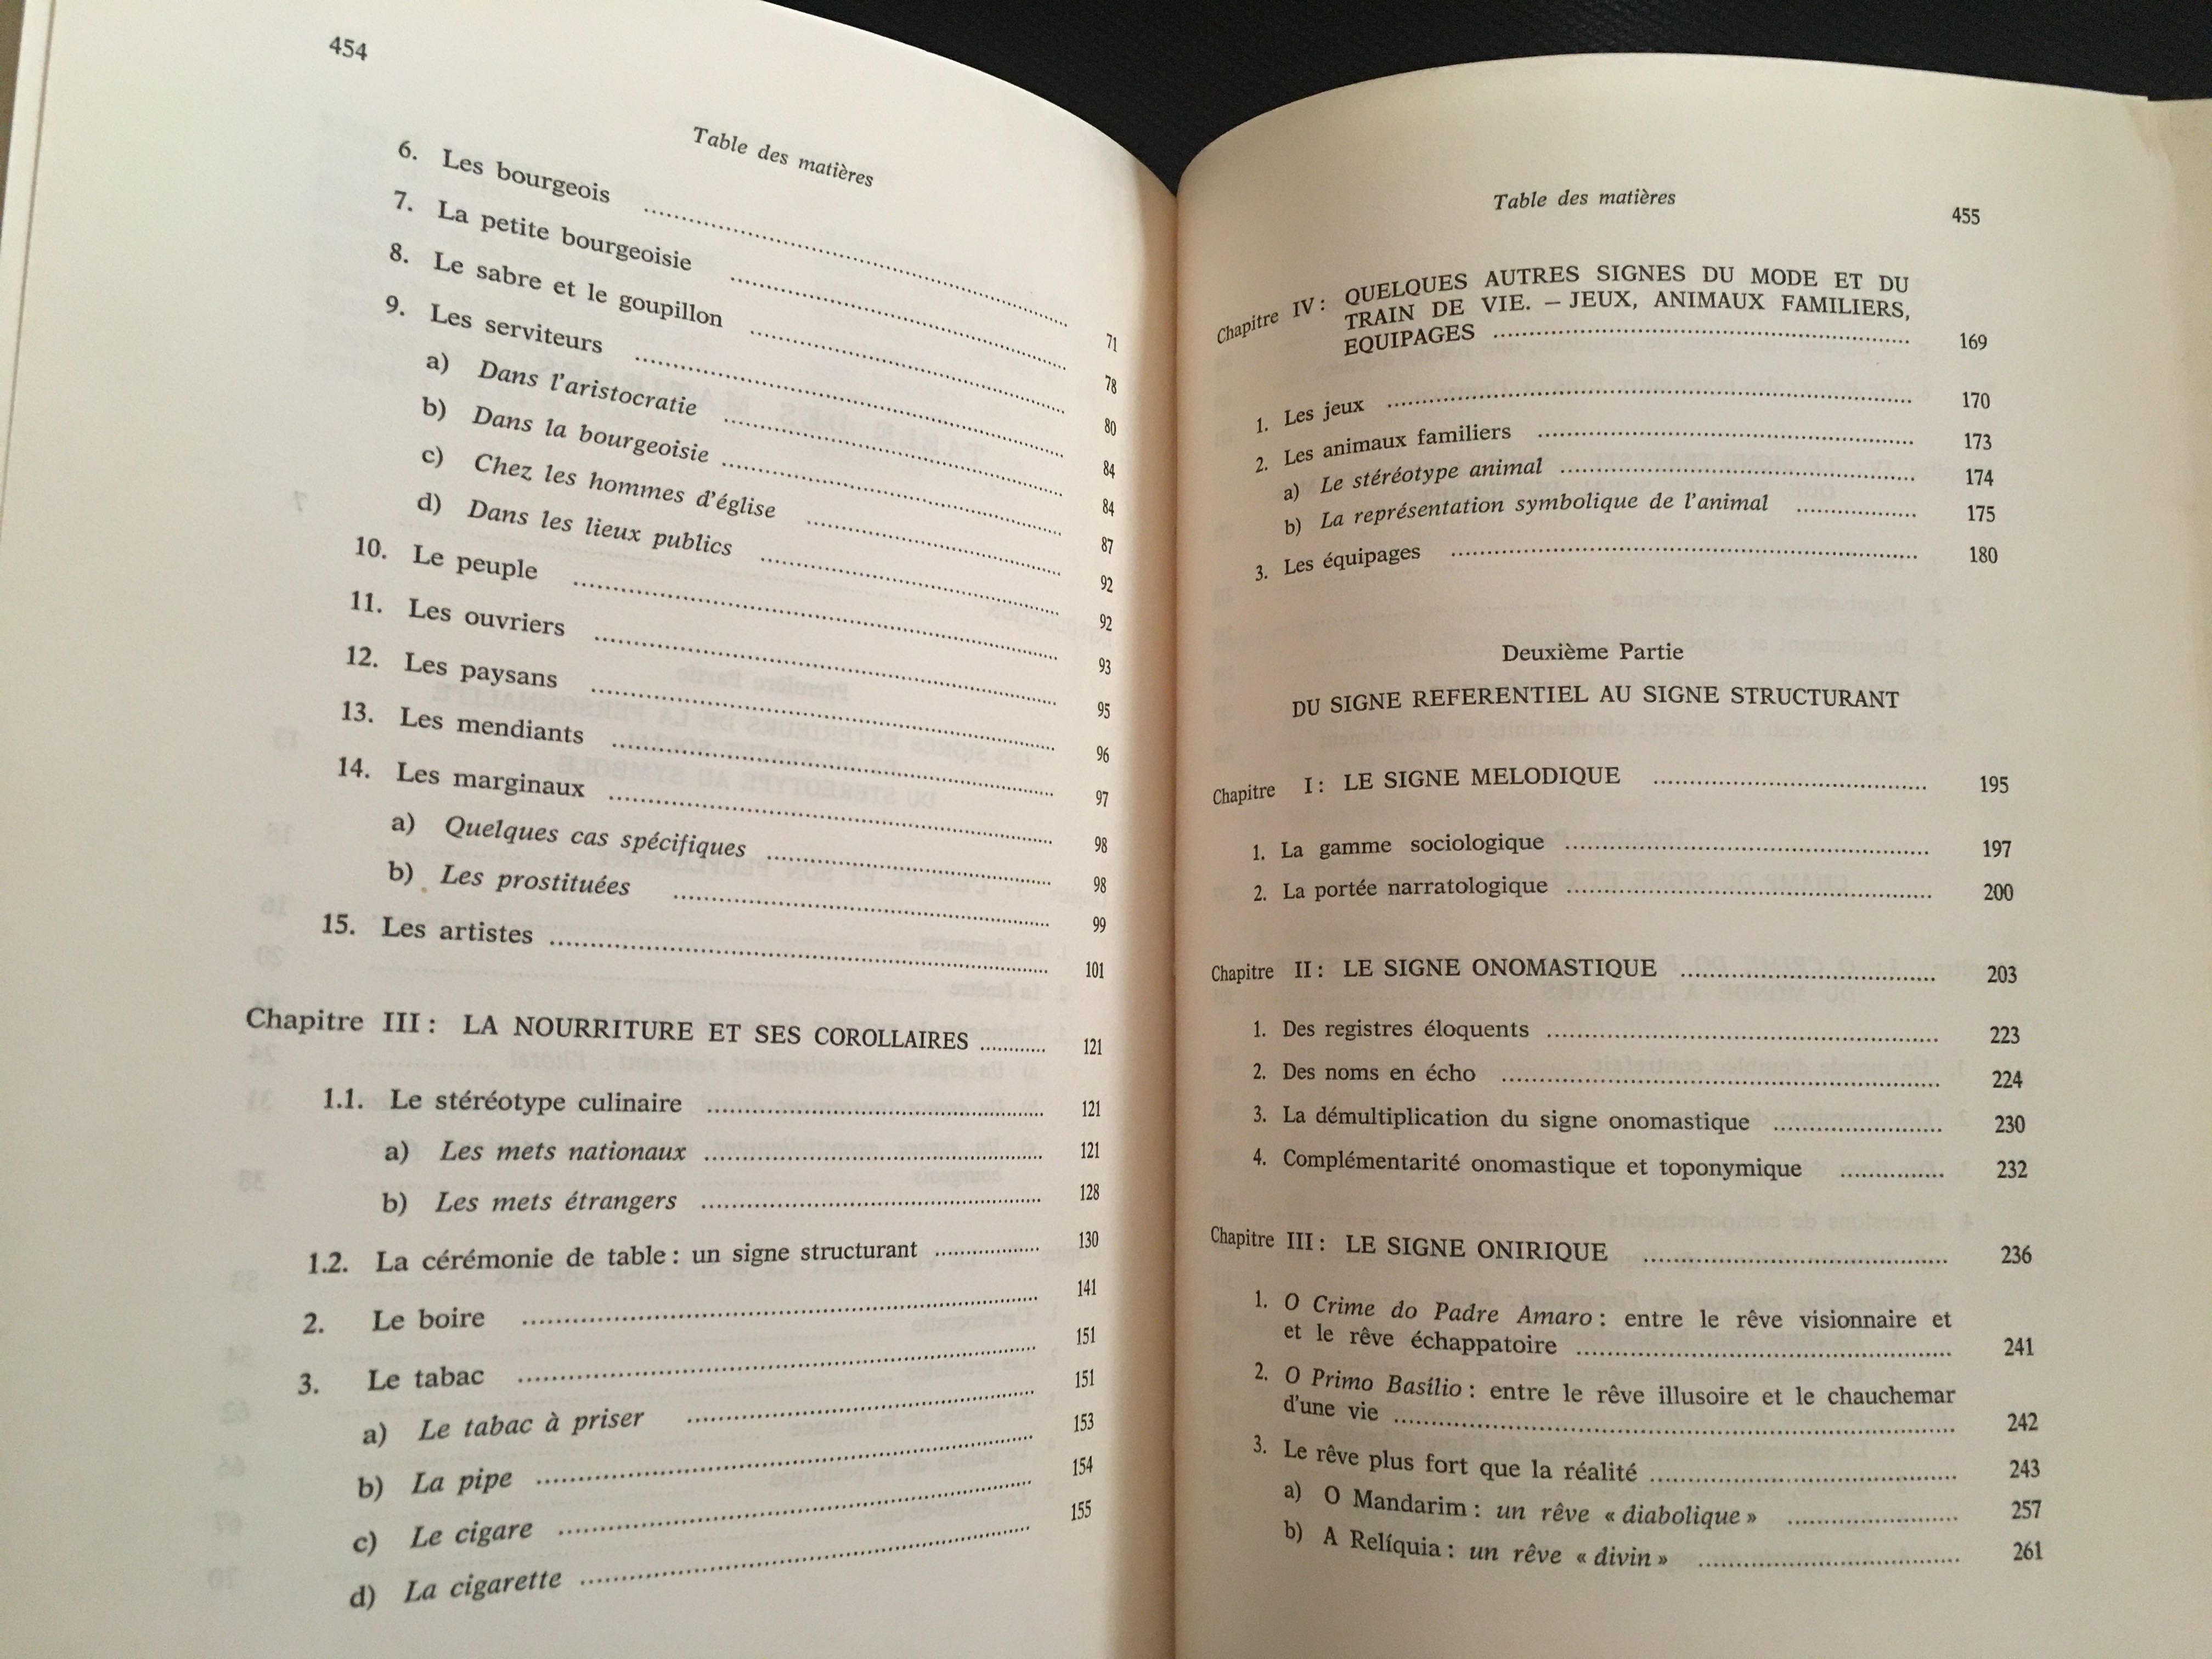 454
Table des matières
6. Les bourgeois ........ 71
7. La petite bourgeoisie ........ 78
8. Le sabre et le goupillon ........ 80
9. Les serviteurs ........ 84
a) Dans l'aristocratie ........ 84
b) Dans la bourgeoisie ........ 87
c) Chez les hommes d'église ........ 92
d) Dans les lieux publics ........ 92
10. Le peuple ........ 93
11. Les ouvriers ........ 95
12. Les paysans ........ 96
13. Les mendiants ........ 97
14. Les marginaux ........ 98
a) Quelques cas spécifiques ........ 98
b) Les prostituées ........ 99
15. Les artistes ........ 101
Chapitre III : LA NOURRITURE ET SES COROLLAIRES ........ 121
1.1. Le stéréotype culinaire ........ 121
a) Les mets nationaux ........ 121
b) Les mets étrangers ........ 128
1.2. La cérémonie de table : un signe structurant ........ 130
2. Le boire ........ 141
3. Le tabac ........ 151
a) Le tabac à priser ........ 151
b) La pipe ........ 153
c) Le cigare ........ 154
d) La cigarette ........ 155
Table des matières
455
Chapitre IV : QUELQUES AUTRES SIGNES DU MODE ET DU
TRAIN DE VIE. — JEUX, ANIMAUX FAMILIERS,
EQUIPAGES ........ 169
1. Les jeux ........ 170
2. Les animaux familiers ........ 173
a) Le stéréotype animal ........ 174
b) La représentation symbolique de l'animal ........ 175
3. Les équipages ........ 180
Deuxième Partie
DU SIGNE REFERENTIEL AU SIGNE STRUCTURANT
Chapitre I : LE SIGNE MELODIQUE ........ 195
1. La gamme sociologique ........ 197
2. La portée narratologique ........ 200
Chapitre II : LE SIGNE ONOMASTIQUE ........ 203
1. Des registres éloquents ........ 223
2. Des noms en écho ........ 224
3. La démultiplication du signe onomastique ........ 230
4. Complémentarité onomastique et toponymique ........ 232
Chapitre III : LE SIGNE ONIRIQUE ........ 236
1. O Crime do Padre Amaro : entre le rêve visionnaire et
et le rêve échappatoire ........ 241
2. O Primo Basílio : entre le rêve illusoire et le chauchemar
d'une vie ........ 242
3. Le rêve plus fort que la réalité ........ 243
a) O Mandarim : un rêve « diabolique » ........ 257
b) A Relíquia : un rêve « divin » ........ 261